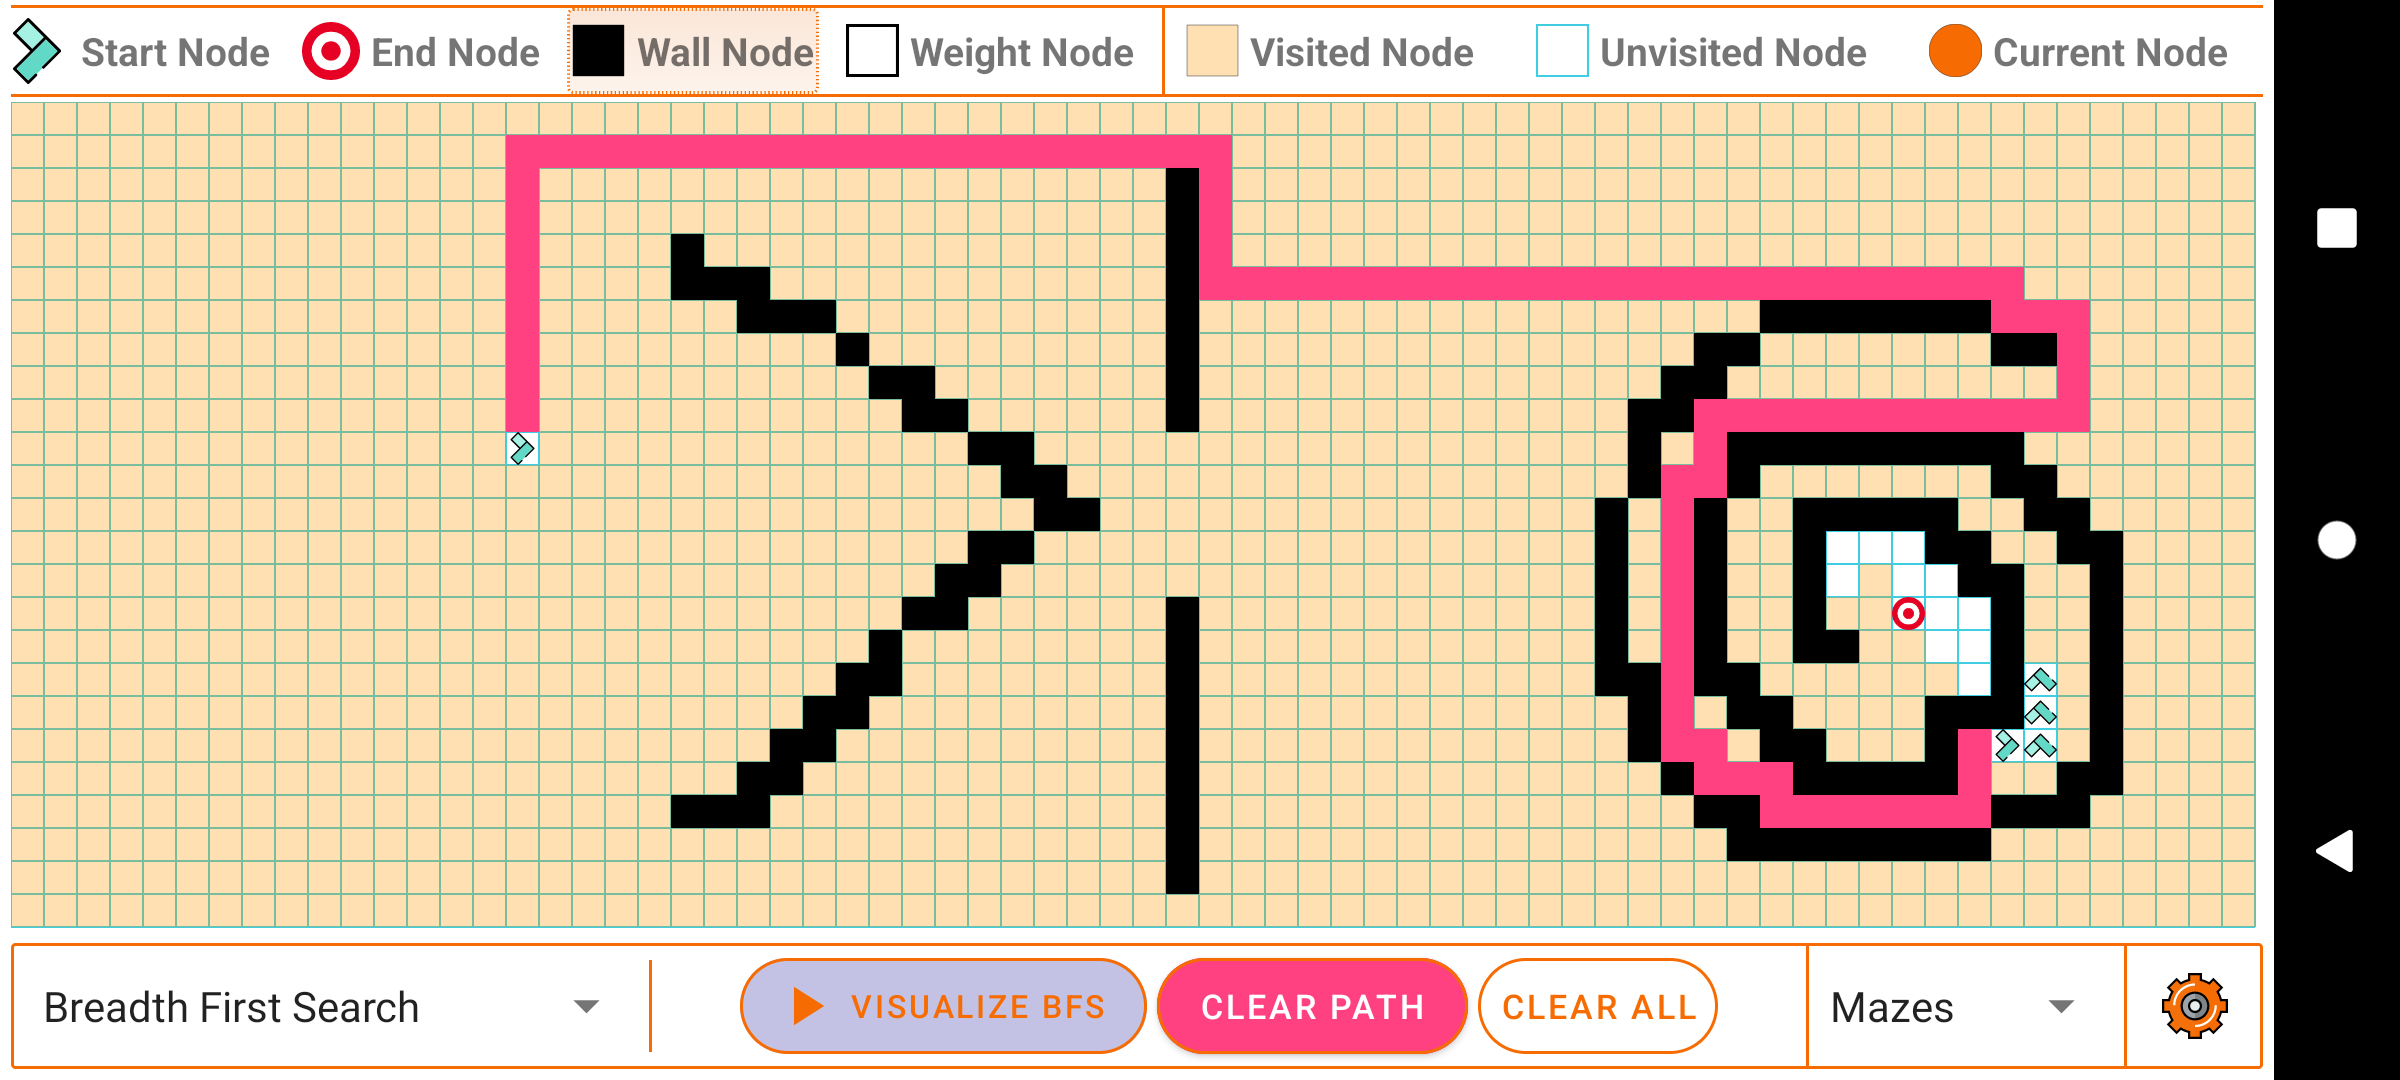 Start Node End Node Wall Node Weight Node Visited Node Unvisited Node Current Node
Breadth First Search VISUALIZE BFS CLEAR PATH CLEAR ALL Mazes